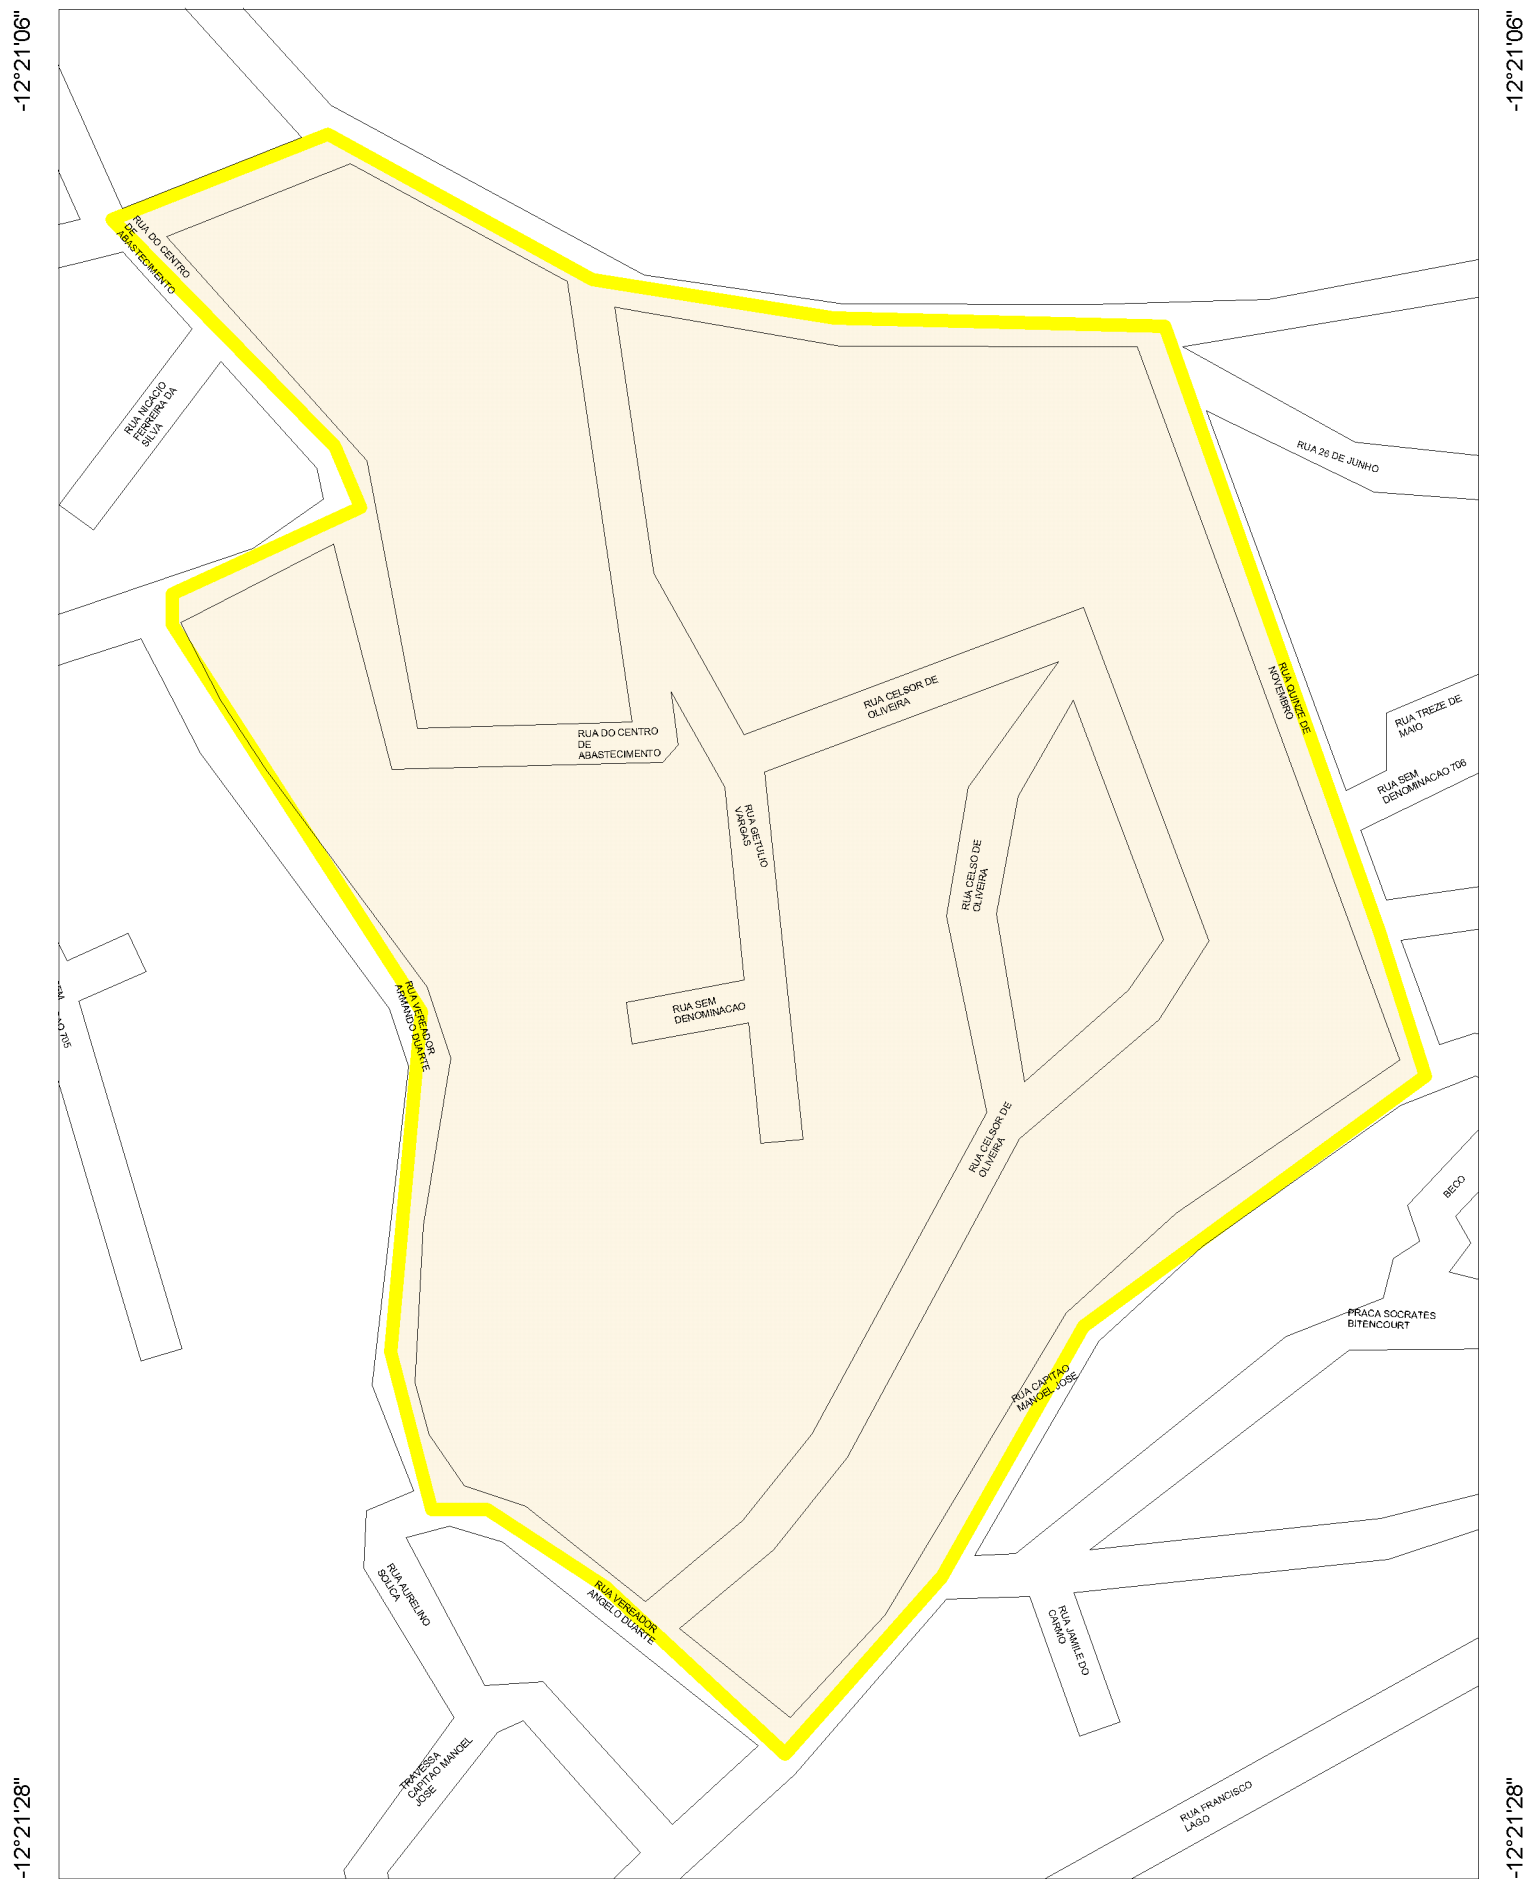 -12°21'06"
-12°21'06"
RUA DO CENTRO
DE
ABASTECIMENTO
RUA NICACIO
FERREIRA DA
SILVA
RUA 26 DE JUNHO
RUA QUINZE DE
NOVEMBRO
RUA CELSOR DE
OLIVEIRA
RUA TREZE DE
MAIO
RUA DO CENTRO
DE
ABASTECIMENTO
RUA SEM
DENOMINACAO 706
RUA GETULIO
VARGAS
RUA CELSO DE
OLIVEIRA
RUA SEM
DENOMINACAO
RUA VEREADOR
ARMANDO DUARTE
705
RUA CELSOR DE
OLIVEIRA
BECO
PRACA SOCRATES
BITENCOURT
RUA CAPITAO
MANOEL JOSE
RUA AURELINO
SOUCA
RUA VEREADOR
ANGELO DUARTE
RUA JAMILE DO
CARMO
TRAVESSA
CAPITAO MANOEL
JOSE
RUA FRANCISCO
LAGO
-12°21'28"
-12°21'28"